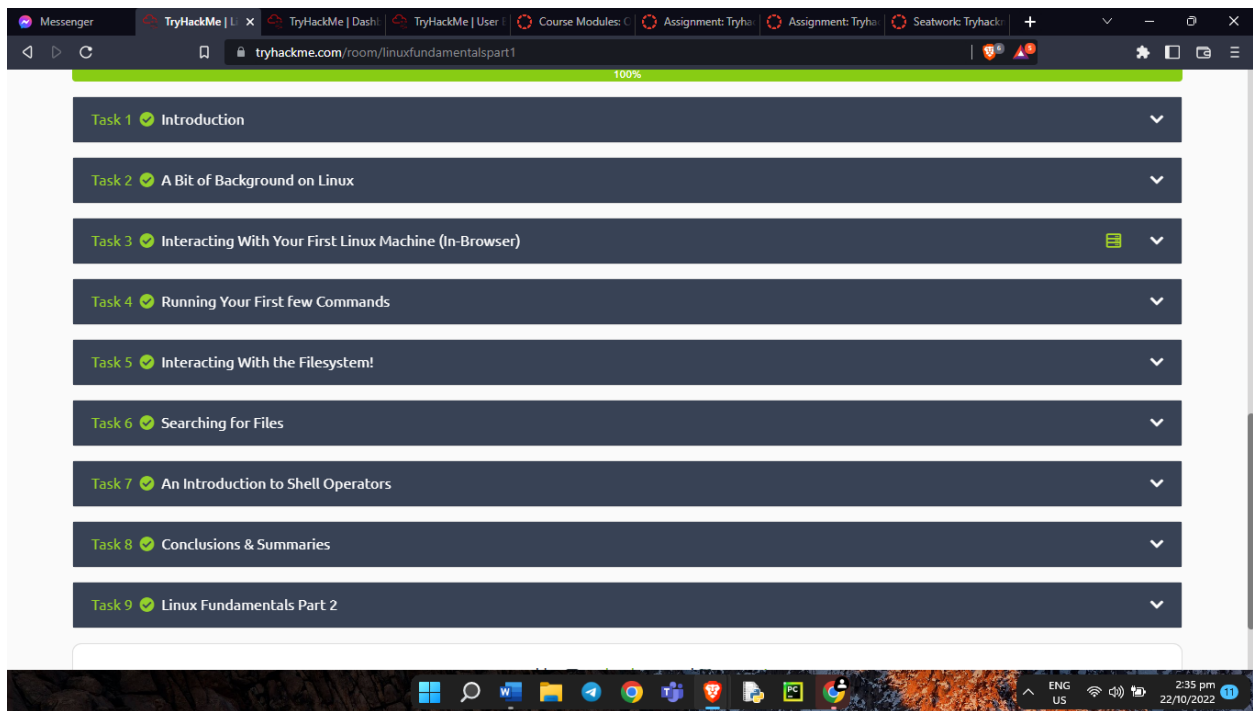 Messenger
TryHackMe | Li
TryHackMe | Dashb
TryHackMe | User
Course Modules:
Assignment: Tryha
Assignment: Tryha
Seatwork: Tryhack
tryhackme.com/room/linuxfundamentalspart1
100%
Task 1 Introduction
Task 2 A Bit of Background on Linux
Task 3 Interacting With Your First Linux Machine (In-Browser)
Task 4 Running Your First few Commands
Task 5 Interacting With the Filesystem!
Task 6 Searching for Files
Task 7 An Introduction to Shell Operators
Task 8 Conclusions & Summaries
Task 9 Linux Fundamentals Part 2
ENG
US
2:35 pm
22/10/2022
11